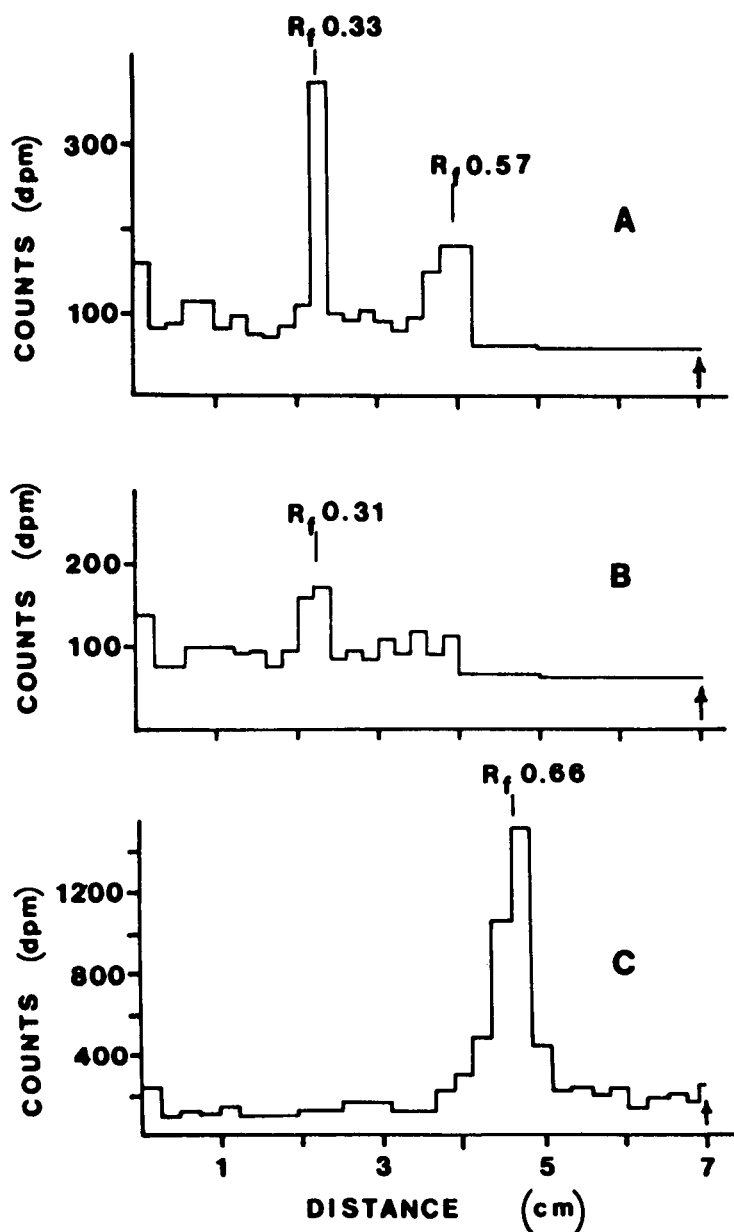 Rf 0.33
300
Rf 0.57
A
COUNTS (dpm)
100
Rf 0.31
200
B
COUNTS (dpm)
100
Rf 0.66
1200
800
C
COUNTS (dpm)
400
1 3 5 7
DISTANCE (cm)